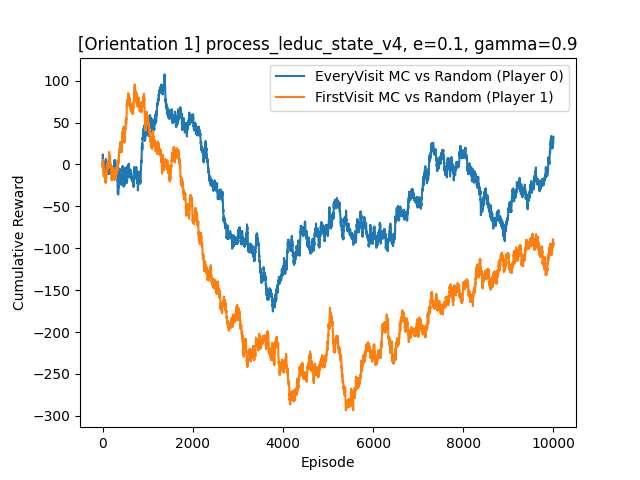 [Orientation 1] process_leduc_state_v4, e=0.1, gamma=0.9
EveryVisit MC vs Random (Player 0)
FirstVisit MC vs Random (Player 1)
Cumulative Reward
100
50
0
−50
−100
−150
−200
−250
−300
0 2000 4000 6000 8000 10000
Episode